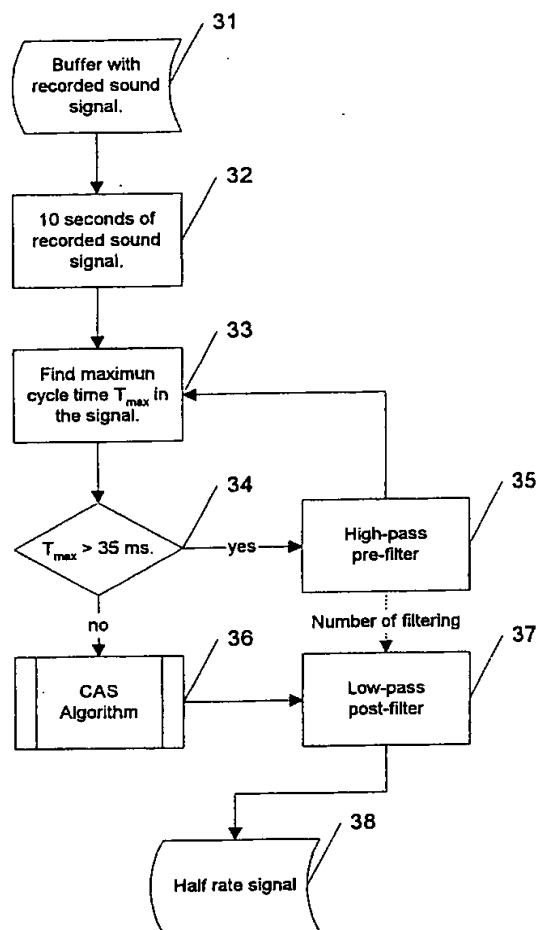 31
Buffer with
recorded sound
signal.
32
10 seconds of
recorded sound
signal.
33
Find maximun
cycle time Tmax in
the signal.
34
Tmax > 35 ms.
yes
35
High-pass
pre-filter
no
Number of filtering
36
CAS
Algorithm
37
Low-pass
post-filter
38
Half rate signal